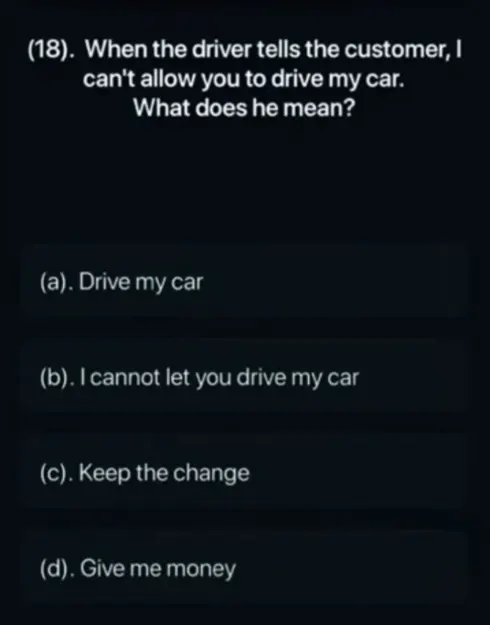 (18). When the driver tells the customer, I
can't allow you to drive my car.
What does he mean?
(a). Drive my car
(b). I cannot let you drive my car
(c). Keep the change
(d). Give me money